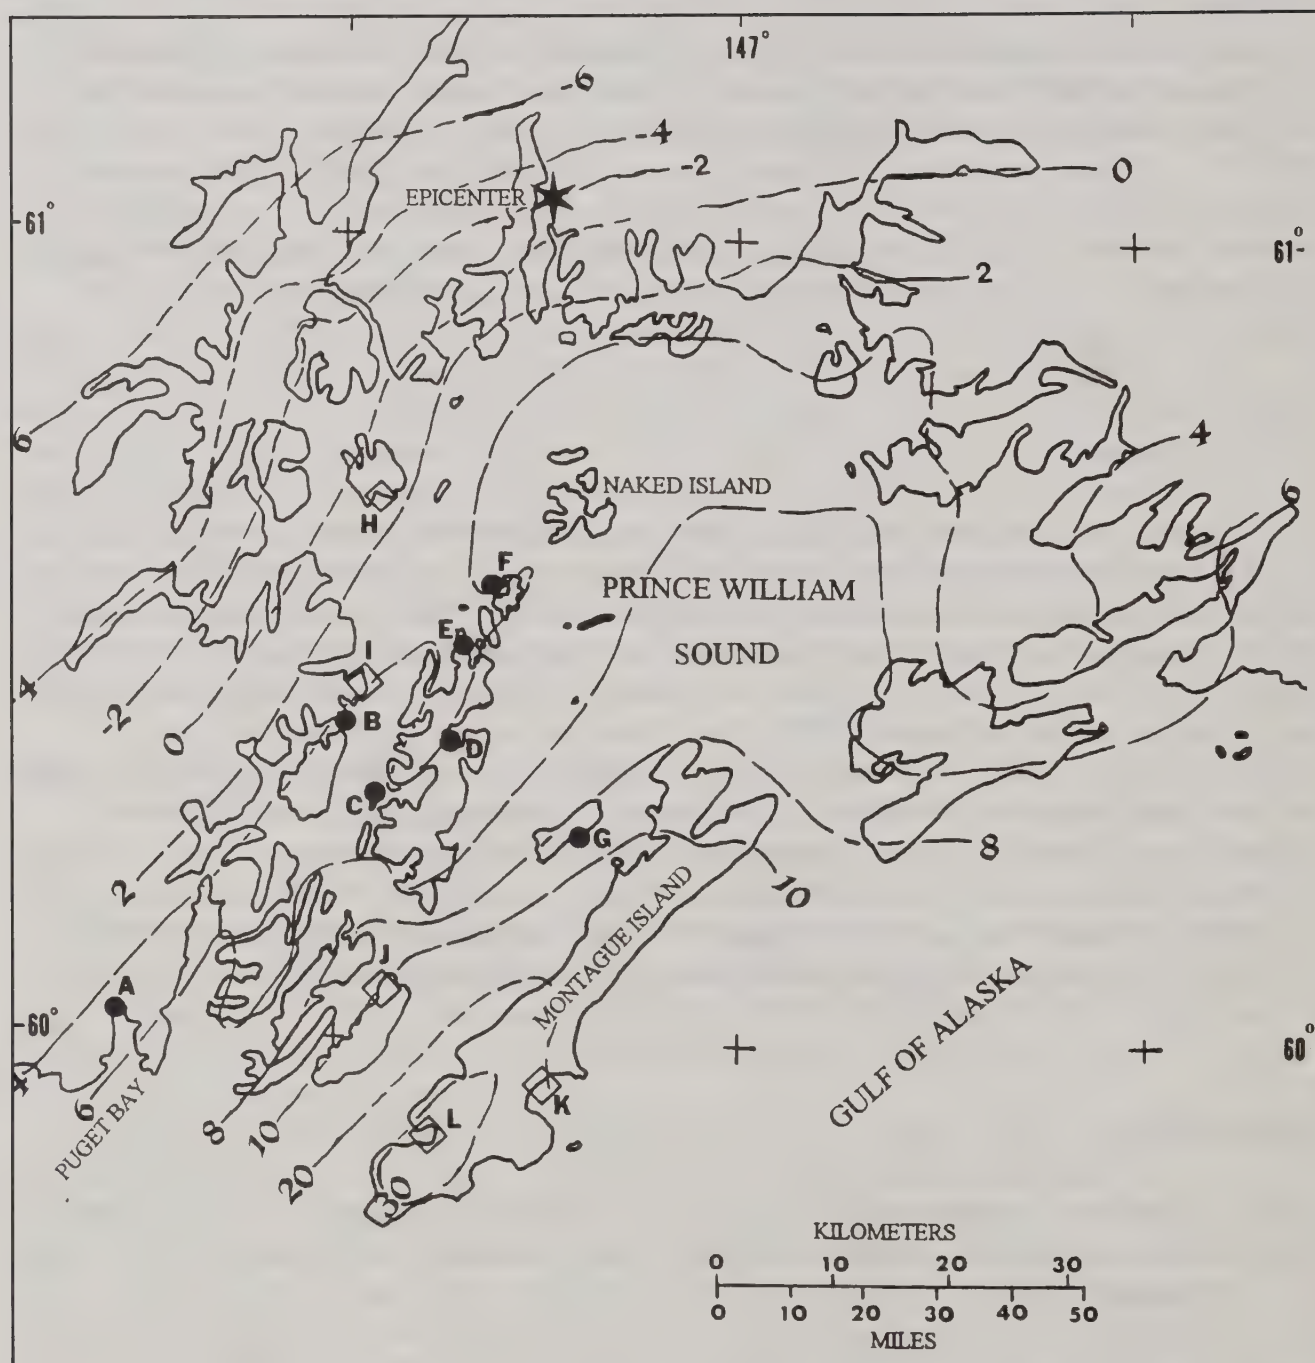 147°
-6
-4
-2
0
EPICENTER
61°
61°
2
6
4
NAKED ISLAND
6
H
F
PRINCE WILLIAM
SOUND
E
I
4
-2
0
B
D
C
G
8
2
10
MONTAGUE ISLAND
J
A
60°
60°
GULF OF ALASKA
4
6
PUGET BAY
8
10
20
K
L
30
KILOMETERS
0 10 20 30
0 10 20 30 40 50
MILES